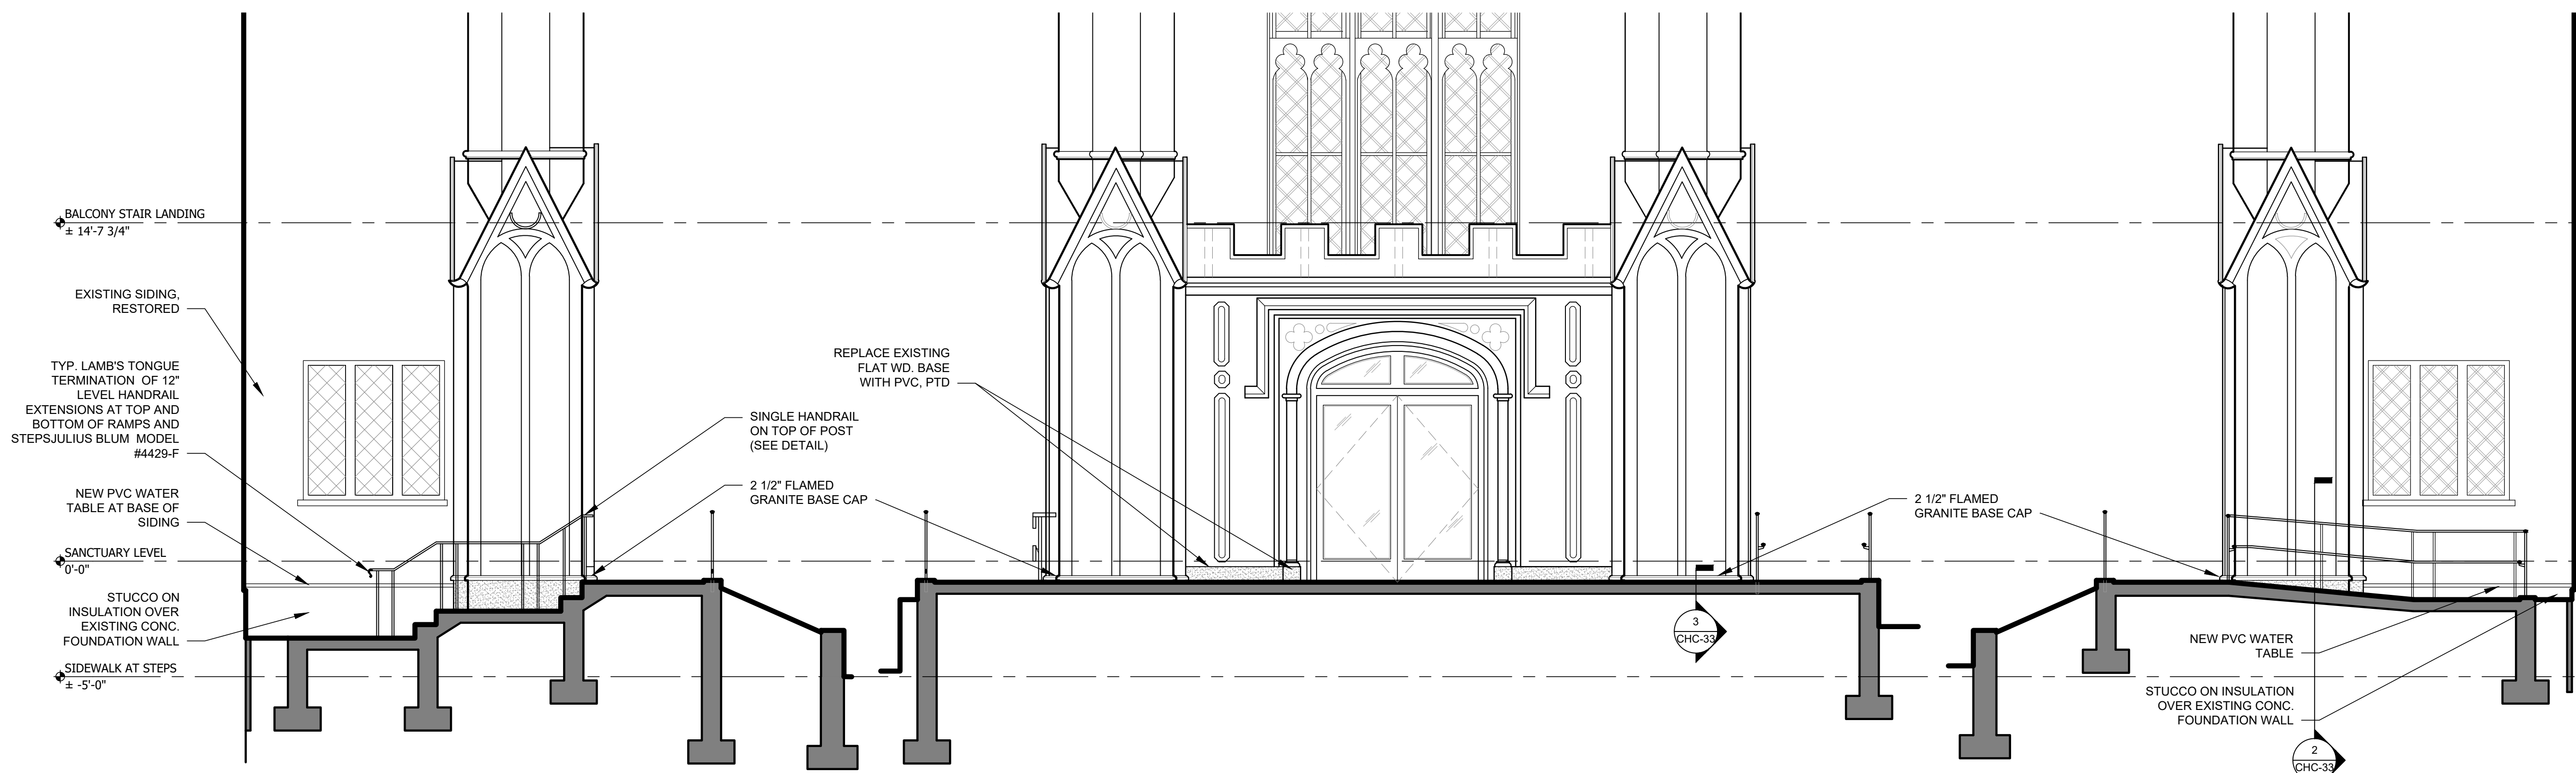 BALCONY STAIR LANDING
± 14'-7 3/4"
EXISTING SIDING,
RESTORED
TYP. LAMB'S TONGUE
TERMINATION OF 12"
LEVEL HANDRAIL
EXTENSIONS AT TOP AND
BOTTOM OF RAMPS AND
STEPSJULIUS BLUM MODEL
#4429-F
NEW PVC WATER
TABLE AT BASE OF
SIDING
SANCTUARY LEVEL
0'-0"
STUCCO ON
INSULATION OVER
EXISTING CONC.
FOUNDATION WALL
SIDEWALK AT STEPS
± -5'-0"
REPLACE EXISTING
FLAT WD. BASE
WITH PVC, PTD
SINGLE HANDRAIL
ON TOP OF POST
(SEE DETAIL)
2 1/2" FLAMED
GRANITE BASE CAP
3
CHC-33
2 1/2" FLAMED
GRANITE BASE CAP
NEW PVC WATER
TABLE
STUCCO ON INSULATION
OVER EXISTING CONC.
FOUNDATION WALL
2
CHC-33